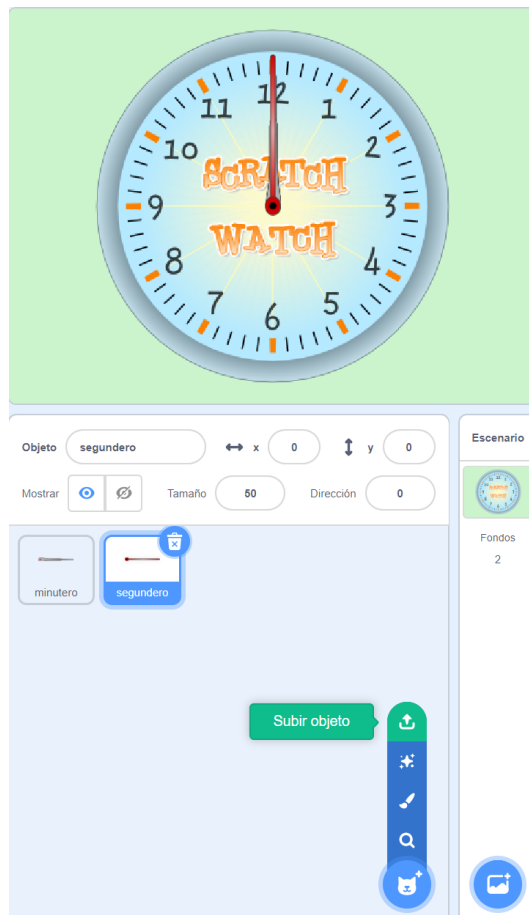 12
11
1
10
2
SCRATCH
9
3
WATCH
8
4
7
5
6
Objeto
segundero
x
0
y
0
Mostrar
Tamaño
50
Dirección
0
minutero
segundero
Subir objeto
Escenario
Fondos
2